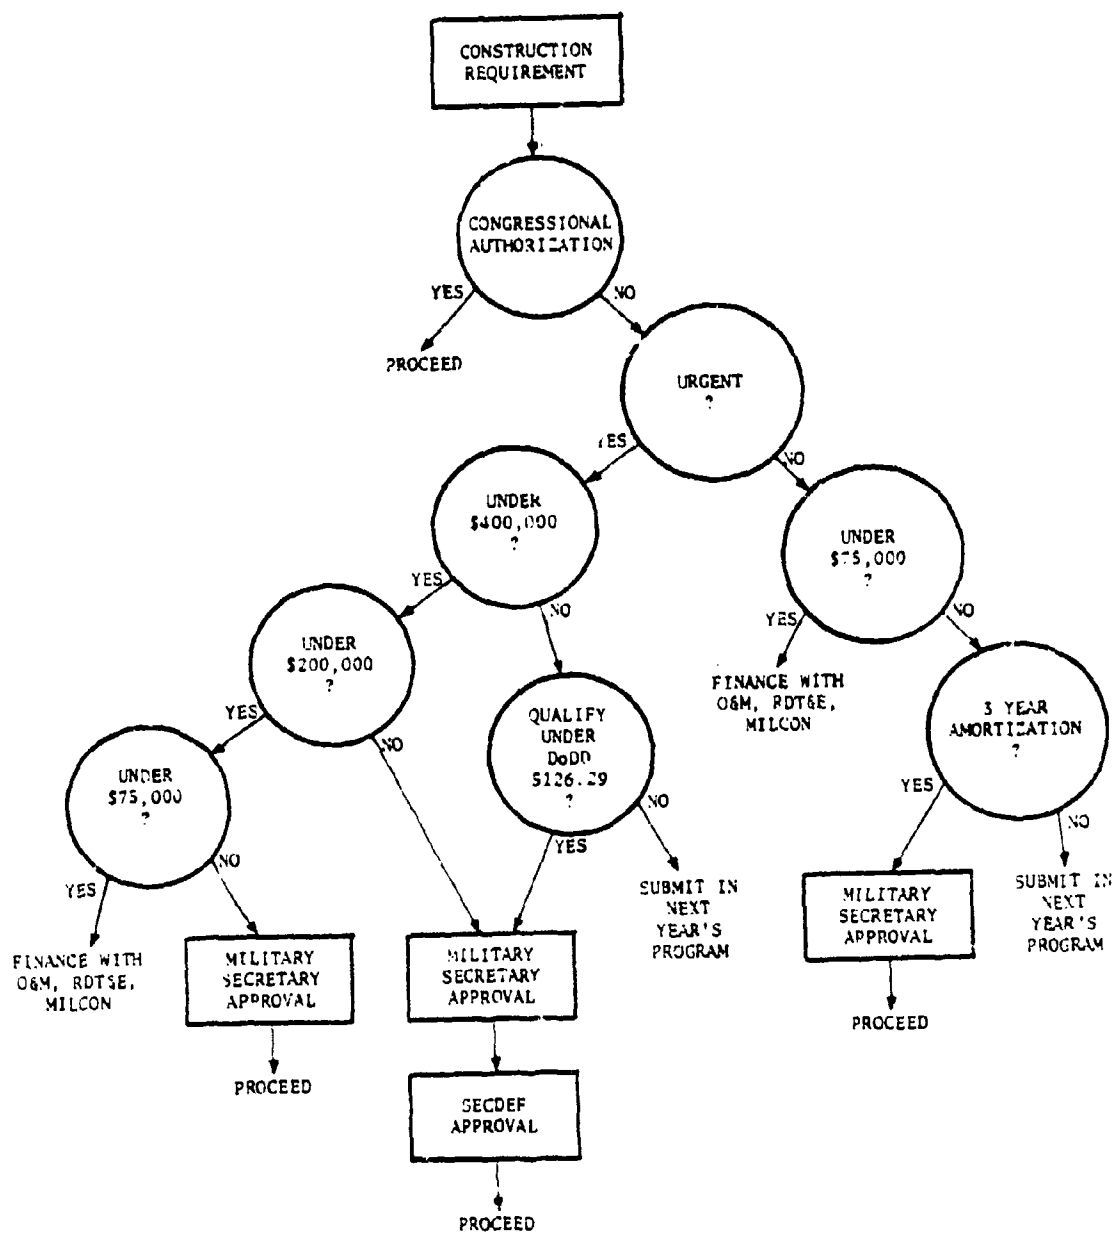 CONSTRUCTION
REQUIREMENT
CONGRESSIONAL
AUTHORIZATION
YES
NO
PROCEED
URGENT
?
YES
NO
UNDER
$400,000
?
UNDER
$75,000
?
YES
NO
YES
NO
UNDER
$200,000
?
FINANCE WITH
O&M, RDT&E,
MILCON
3 YEAR
AMORTIZATION
?
QUALIFY
UNDER
DoDD
5126.29
?
YES
NO
YES
NO
UNDER
$75,000
?
NO
YES
YES
NO
SUBMIT IN
NEXT
YEAR'S
PROGRAM
MILITARY
SECRETARY
APPROVAL
SUBMIT IN
NEXT
YEAR'S
PROGRAM
FINANCE WITH
O&M, RDT&E,
MILCON
MILITARY
SECRETARY
APPROVAL
MILITARY
SECRETARY
APPROVAL
PROCEED
PROCEED
SECDEF
APPROVAL
PROCEED